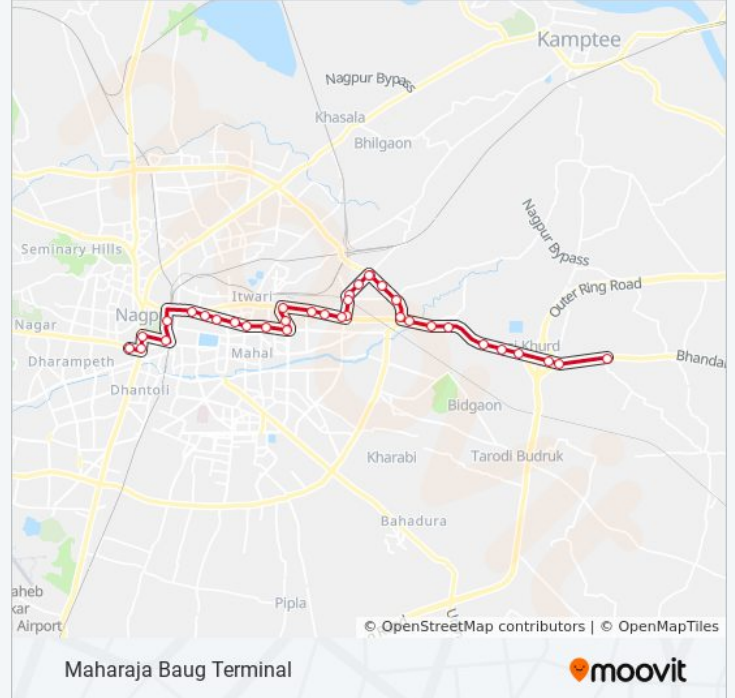 Kamptee
Nagpur Bypass
Khasala
Bhilgaon
Nagpur Bypass
Seminary Hills
Outer Ring Road
Itwari
Nagp
Nagar
Khurd
Mahal
Bhanda
Dharampeth
Dhantoli
Bidgaon
Kharabi
Tarodi Budruk
Bahadura
aheb
kar
Airport
Pipla
© OpenStreetMap contributors | © OpenMapTiles
Maharaja Baug Terminal
moovit